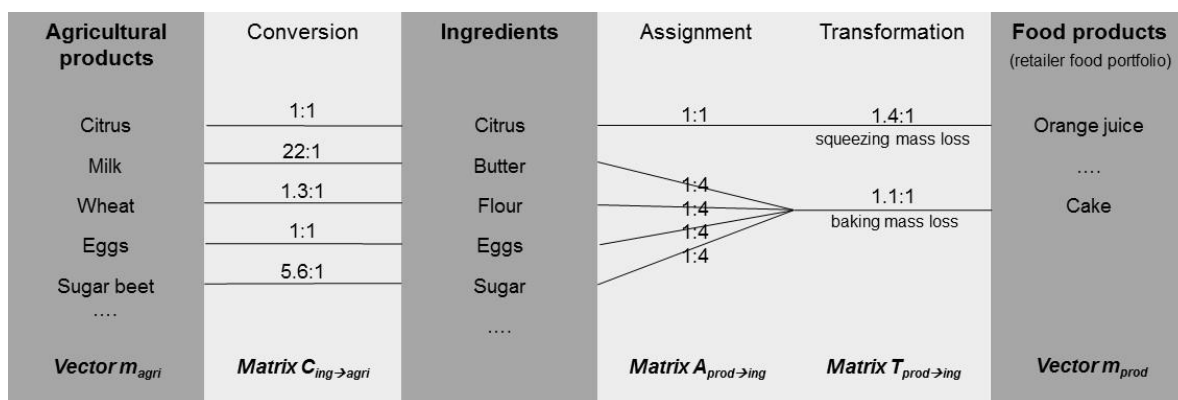 Agricultural products
Conversion
Ingredients
Assignment
Transformation
Food products
(retailer food portfolio)
Citrus
1:1
Citrus
1:1
1.4:1
squeezing mass loss
Orange juice
Milk
22:1
Butter
1:4
....
Wheat
1.3:1
Flour
1:4
1.1:1
baking mass loss
Cake
Eggs
1:1
Eggs
1:4
Sugar beet
5.6:1
Sugar
1:4
....
....
Vector m_agri
Matrix C_ing→agri
Matrix A_prod→ing
Matrix T_prod→ing
Vector m_prod